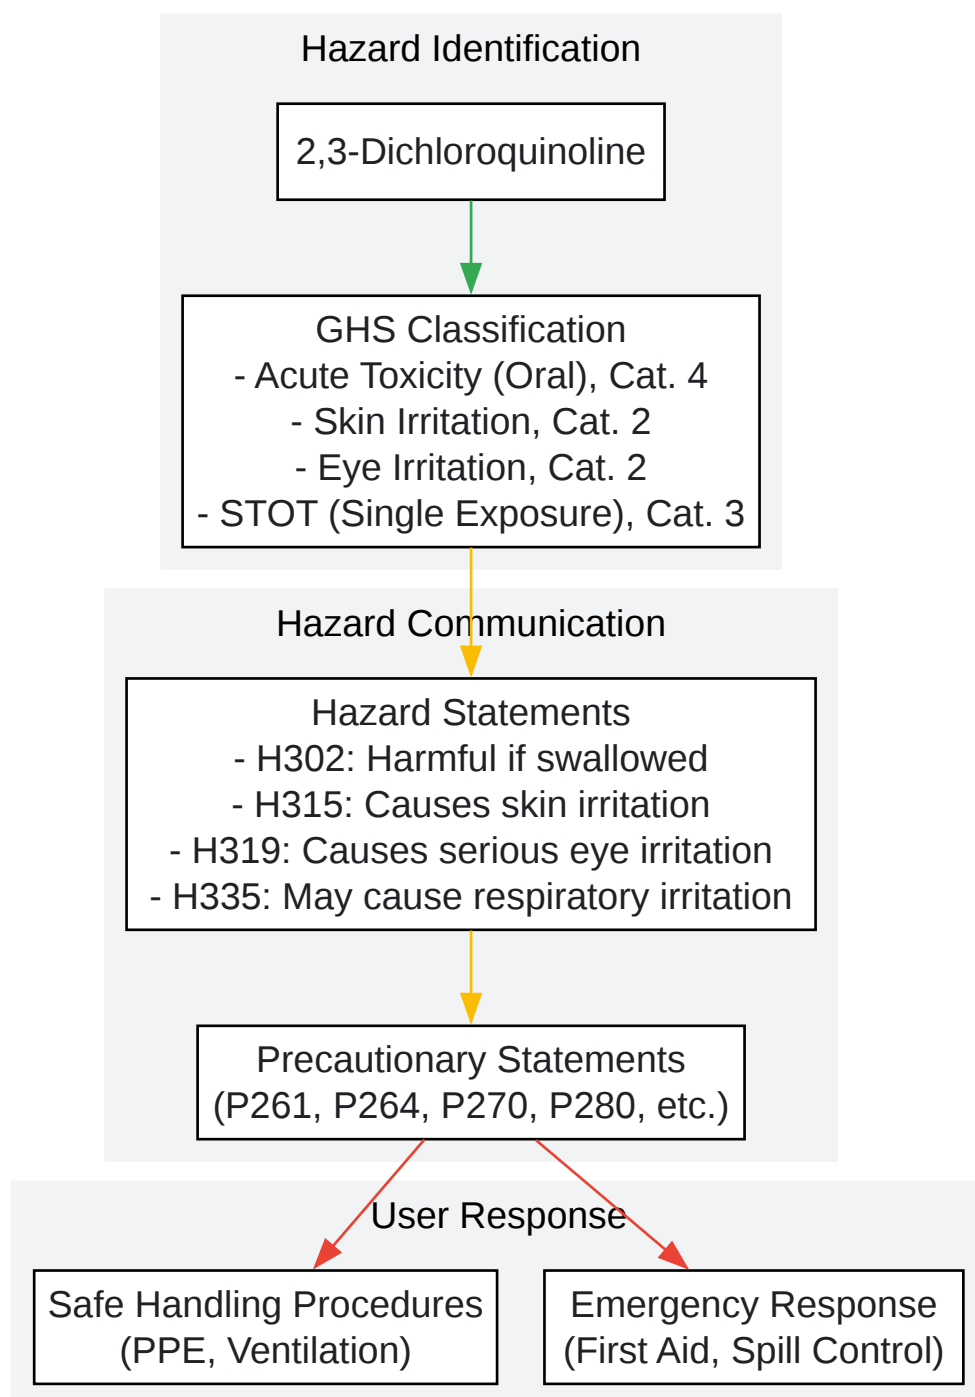 Hazard Identification
2,3-Dichloroquinoline
GHS Classification
- Acute Toxicity (Oral), Cat. 4
- Skin Irritation, Cat. 2
- Eye Irritation, Cat. 2
- STOT (Single Exposure), Cat. 3
Hazard Communication
Hazard Statements
- H302: Harmful if swallowed
- H315: Causes skin irritation
- H319: Causes serious eye irritation
- H335: May cause respiratory irritation
Precautionary Statements
(P261, P264, P270, P280, etc.)
User Response
Safe Handling Procedures
(PPE, Ventilation)
Emergency Response
(First Aid, Spill Control)